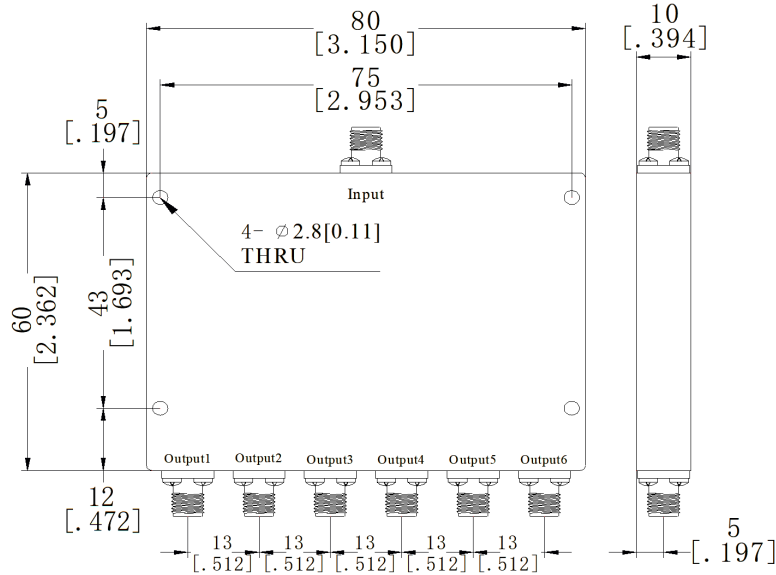 80
[3.150]
10
[.394]
75
[2.953]
5
[.197]
Input
4- Ø2.8[0.11]
THRU
60
[2.362]
43
[1.693]
Output1 Output2 Output3 Output4 Output5 Output6
12
[.472]
13 13 13 13 13
[.512] [.512] [.512] [.512] [.512]
5
[.197]